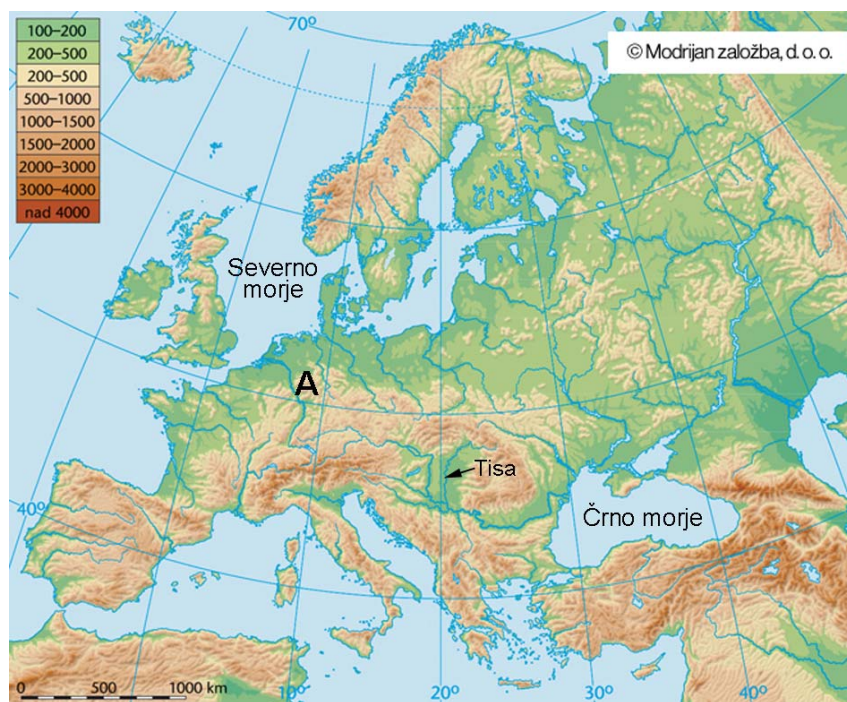 100–200
200–500
200–500
500–1000
1000–1500
1500–2000
2000–3000
3000–4000
nad 4000
70º
© Modrijan založba, d. o. o.
Severno
morje
A
Tisa
Črno morje
40º
0 500 1000 km
10º
20º
30º
40º